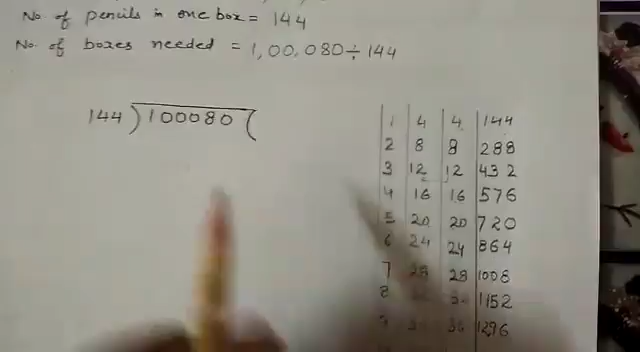 No. of pencils in one box = 144
No. of boxes needed = 1,00,080 ÷ 144
144 ) 100080 (
1 4 4 144
2 8 8 288
3 12 12 432
4 16 16 576
5 20 20 720
6 24 24 864
7 28 28 1008
8 1152
36 1296